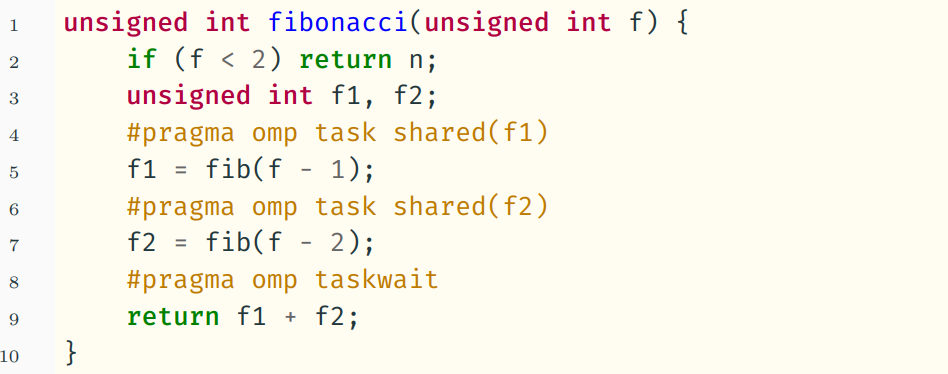 1 unsigned int fibonacci(unsigned int f) {
2 if (f < 2) return n;
3 unsigned int f1, f2;
4 #pragma omp task shared(f1)
5 f1 = fib(f - 1);
6 #pragma omp task shared(f2)
7 f2 = fib(f - 2);
8 #pragma omp taskwait
9 return f1 + f2;
10 }